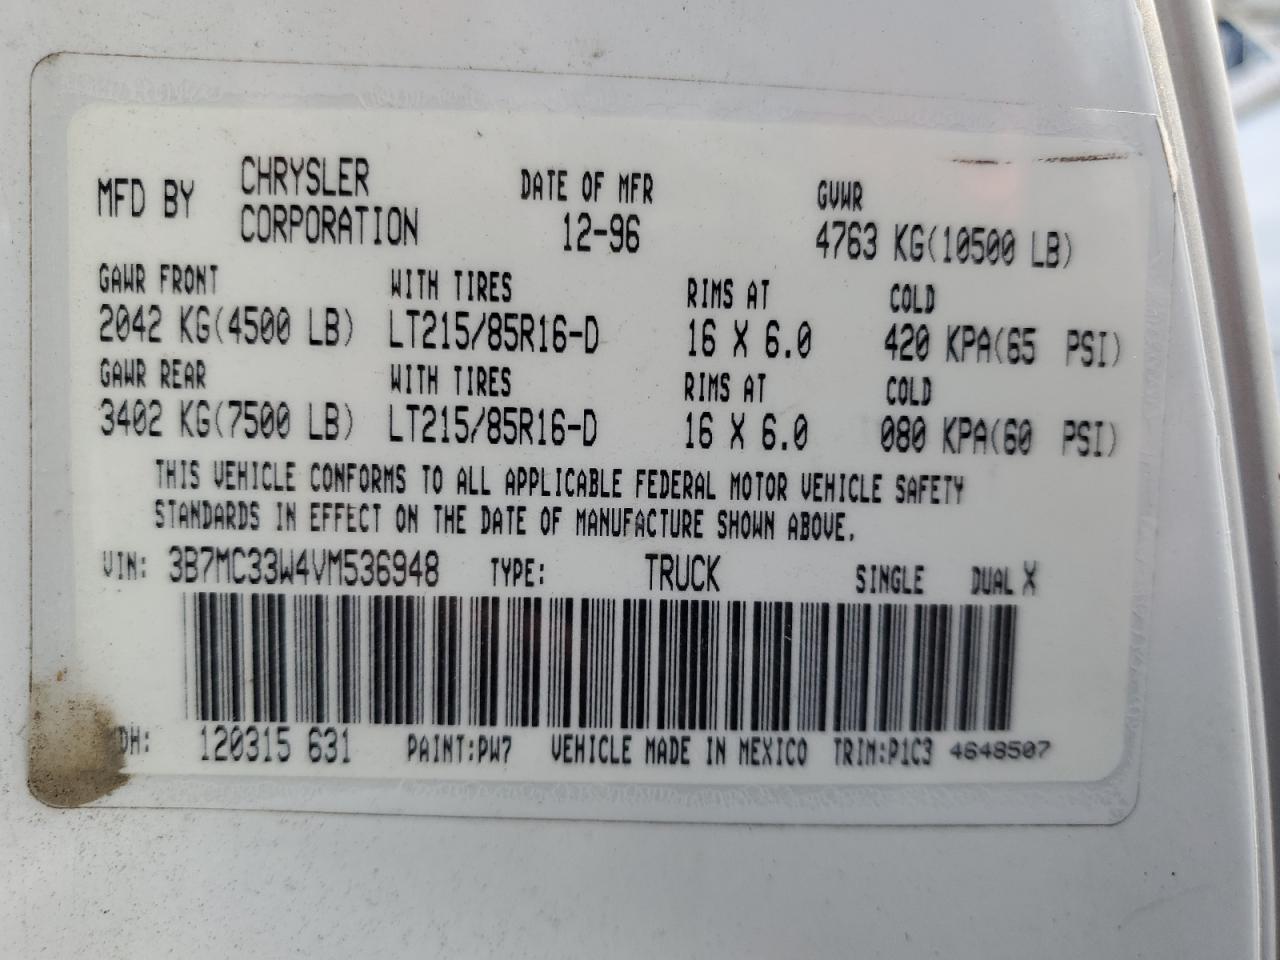 MFD BY CHRYSLER CORPORATION DATE OF MFR 12-96 GVWR 4763 KG(10500 LB)
GAWR FRONT WITH TIRES RIMS AT COLD
2042 KG(4500 LB) LT215/85R16-D 16 X 6.0 420 KPA(65 PSI)
GAWR REAR WITH TIRES RIMS AT COLD
3402 KG(7500 LB) LT215/85R16-D 16 X 6.0 080 KPA(60 PSI)
THIS VEHICLE CONFORMS TO ALL APPLICABLE FEDERAL MOTOR VEHICLE SAFETY
STANDARDS IN EFFECT ON THE DATE OF MANUFACTURE SHOWN ABOVE.
VIN: 3B7MC33W4VM536948 TYPE: TRUCK SINGLE DUAL X
DH: 120315 631 PAINT:PW7 VEHICLE MADE IN MEXICO TRIM:P1C3 4648507